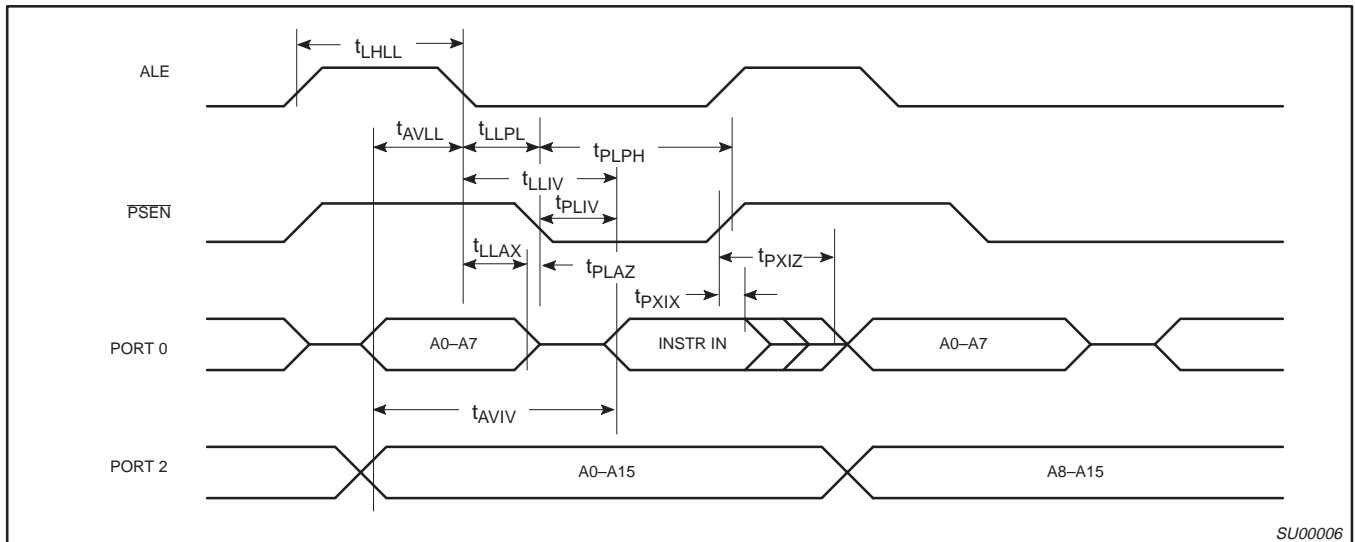 tLHLL
ALE
tAVLL
tLLPL
tPLPH
tLLIV
PSEN
tPLIV
tLLAX
tPLAZ
tPXIZ
tPXIX
PORT 0
A0–A7
INSTR IN
A0–A7
tAVIV
PORT 2
A0–A15
A8–A15
SU00006